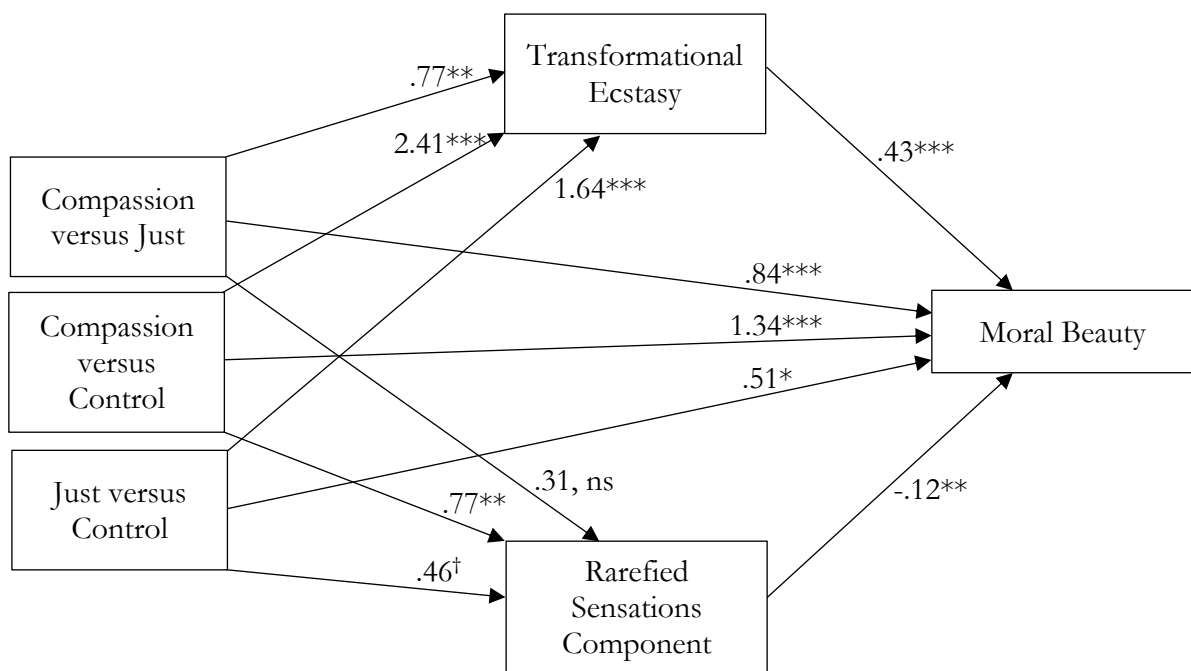 Transformational
Ecstasy
.77**
2.41***
1.64***
.43***
Compassion
versus Just
.84***
Compassion
versus
Control
1.34***
Moral Beauty
.51*
Just versus
Control
.31, ns
.77**
-.12**
.46†
Rarefied
Sensations
Component